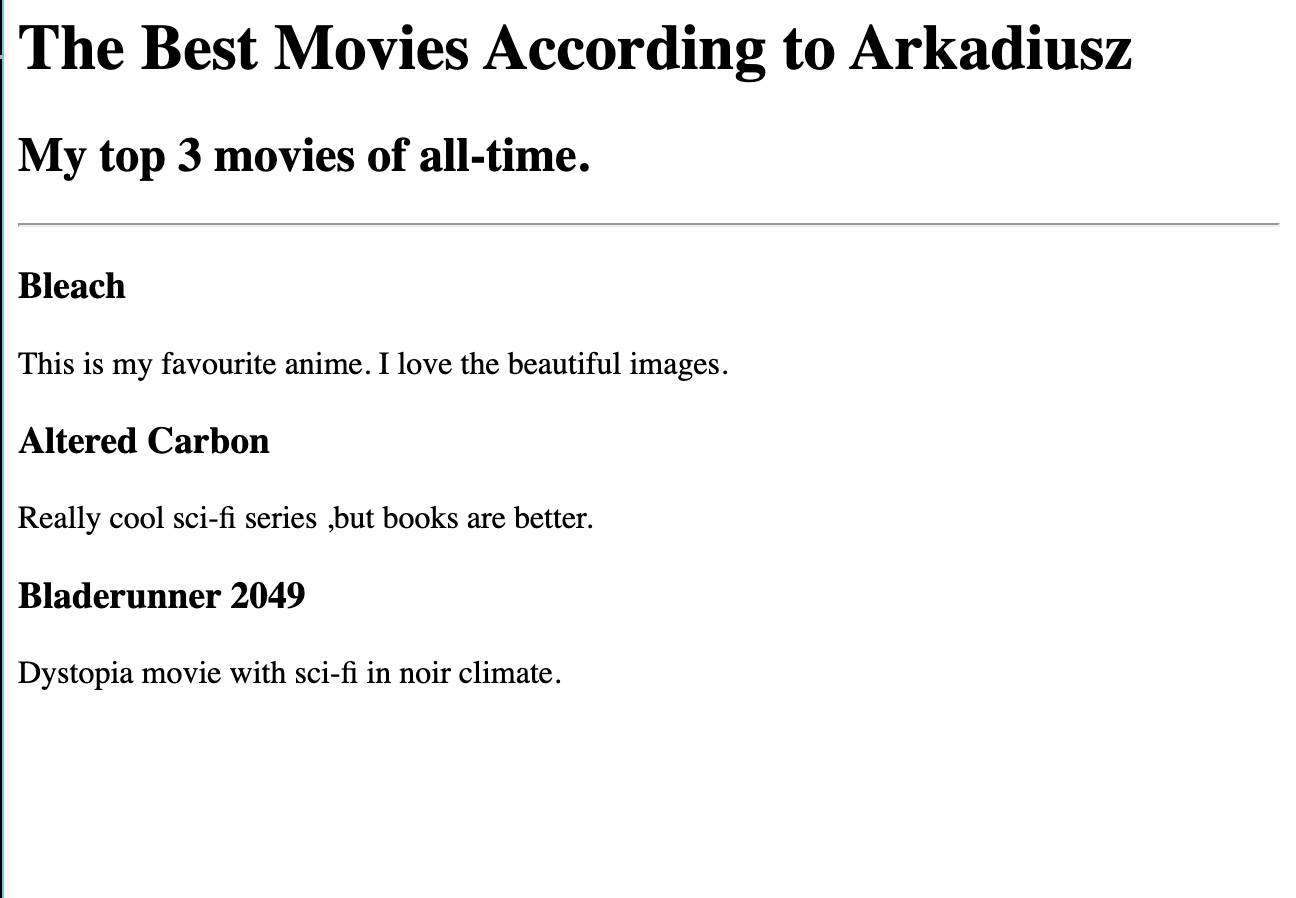 The Best Movies According to Arkadiusz
My top 3 movies of all-time.
Bleach
This is my favourite anime. I love the beautiful images.
Altered Carbon
Really cool sci-fi series ,but books are better.
Bladerunner 2049
Dystopia movie with sci-fi in noir climate.